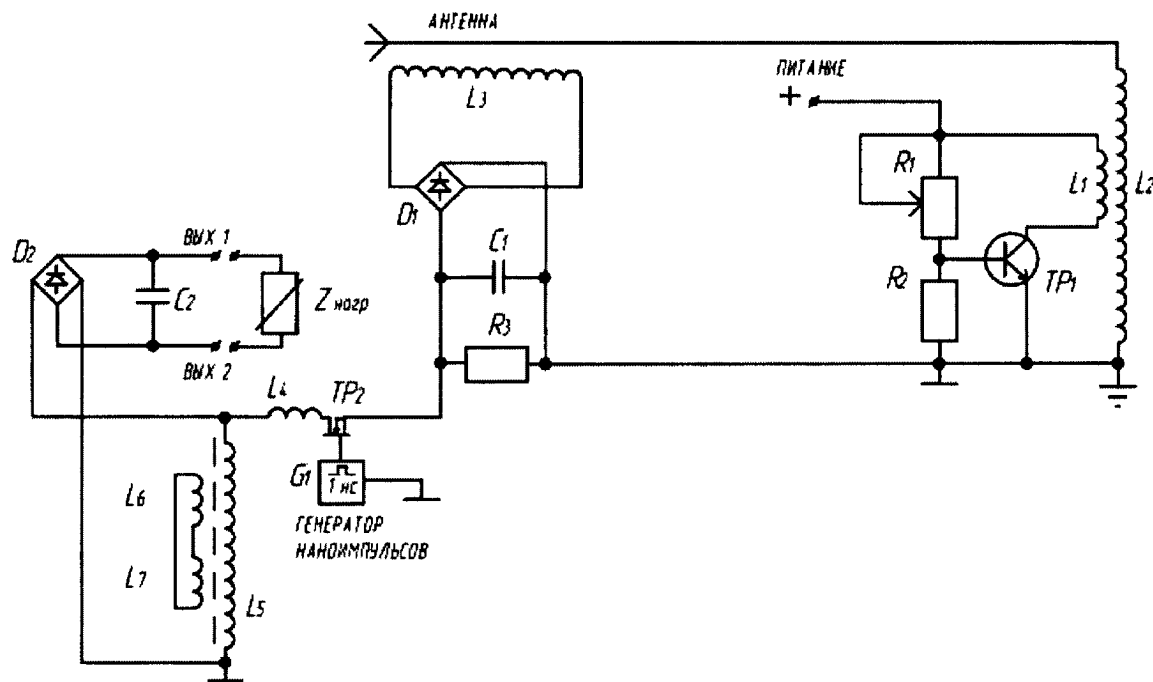 АНТЕННА
L3
ПИТАНИЕ
+
R1
L1
L2
D1
ВЫХ 1
D2
C1
C2
Z нагр
R2
TP1
R3
ВЫХ 2
L4
TP2
G1
1 нс
L6
ГЕНЕРАТОР
НАНОИМПУЛЬСОВ
L7
L5